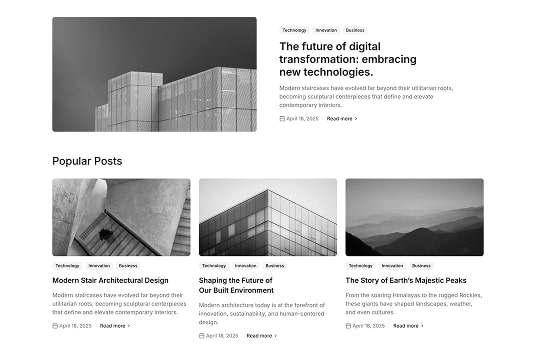 Technology Innovation Business
The future of digital
transformation: embracing
new technologies.
Modern staircases have evolved far beyond their utilitarian roots,
becoming sculptural centerpieces that define and elevate
contemporary interiors.
April 18, 2025 Read more >
Popular Posts
Technology Innovation Business
Modern Stair Architectural Design
Modern staircases have evolved far beyond their
utilitarian roots, becoming sculptural centerpieces
that define and elevate contemporary interiors.
April 18, 2025 Read more >
Technology Innovation Business
Shaping the Future of
Our Built Environment
Modern architecture today is at the forefront of
innovation, sustainability, and human-centered
design.
April 18, 2025 Read more >
Technology Innovation Business
The Story of Earth's Majestic Peaks
From the soaring Himalayas to the rugged Rockies,
these giants have shaped landscapes, weather,
and even cultures.
April 18, 2025 Read more >